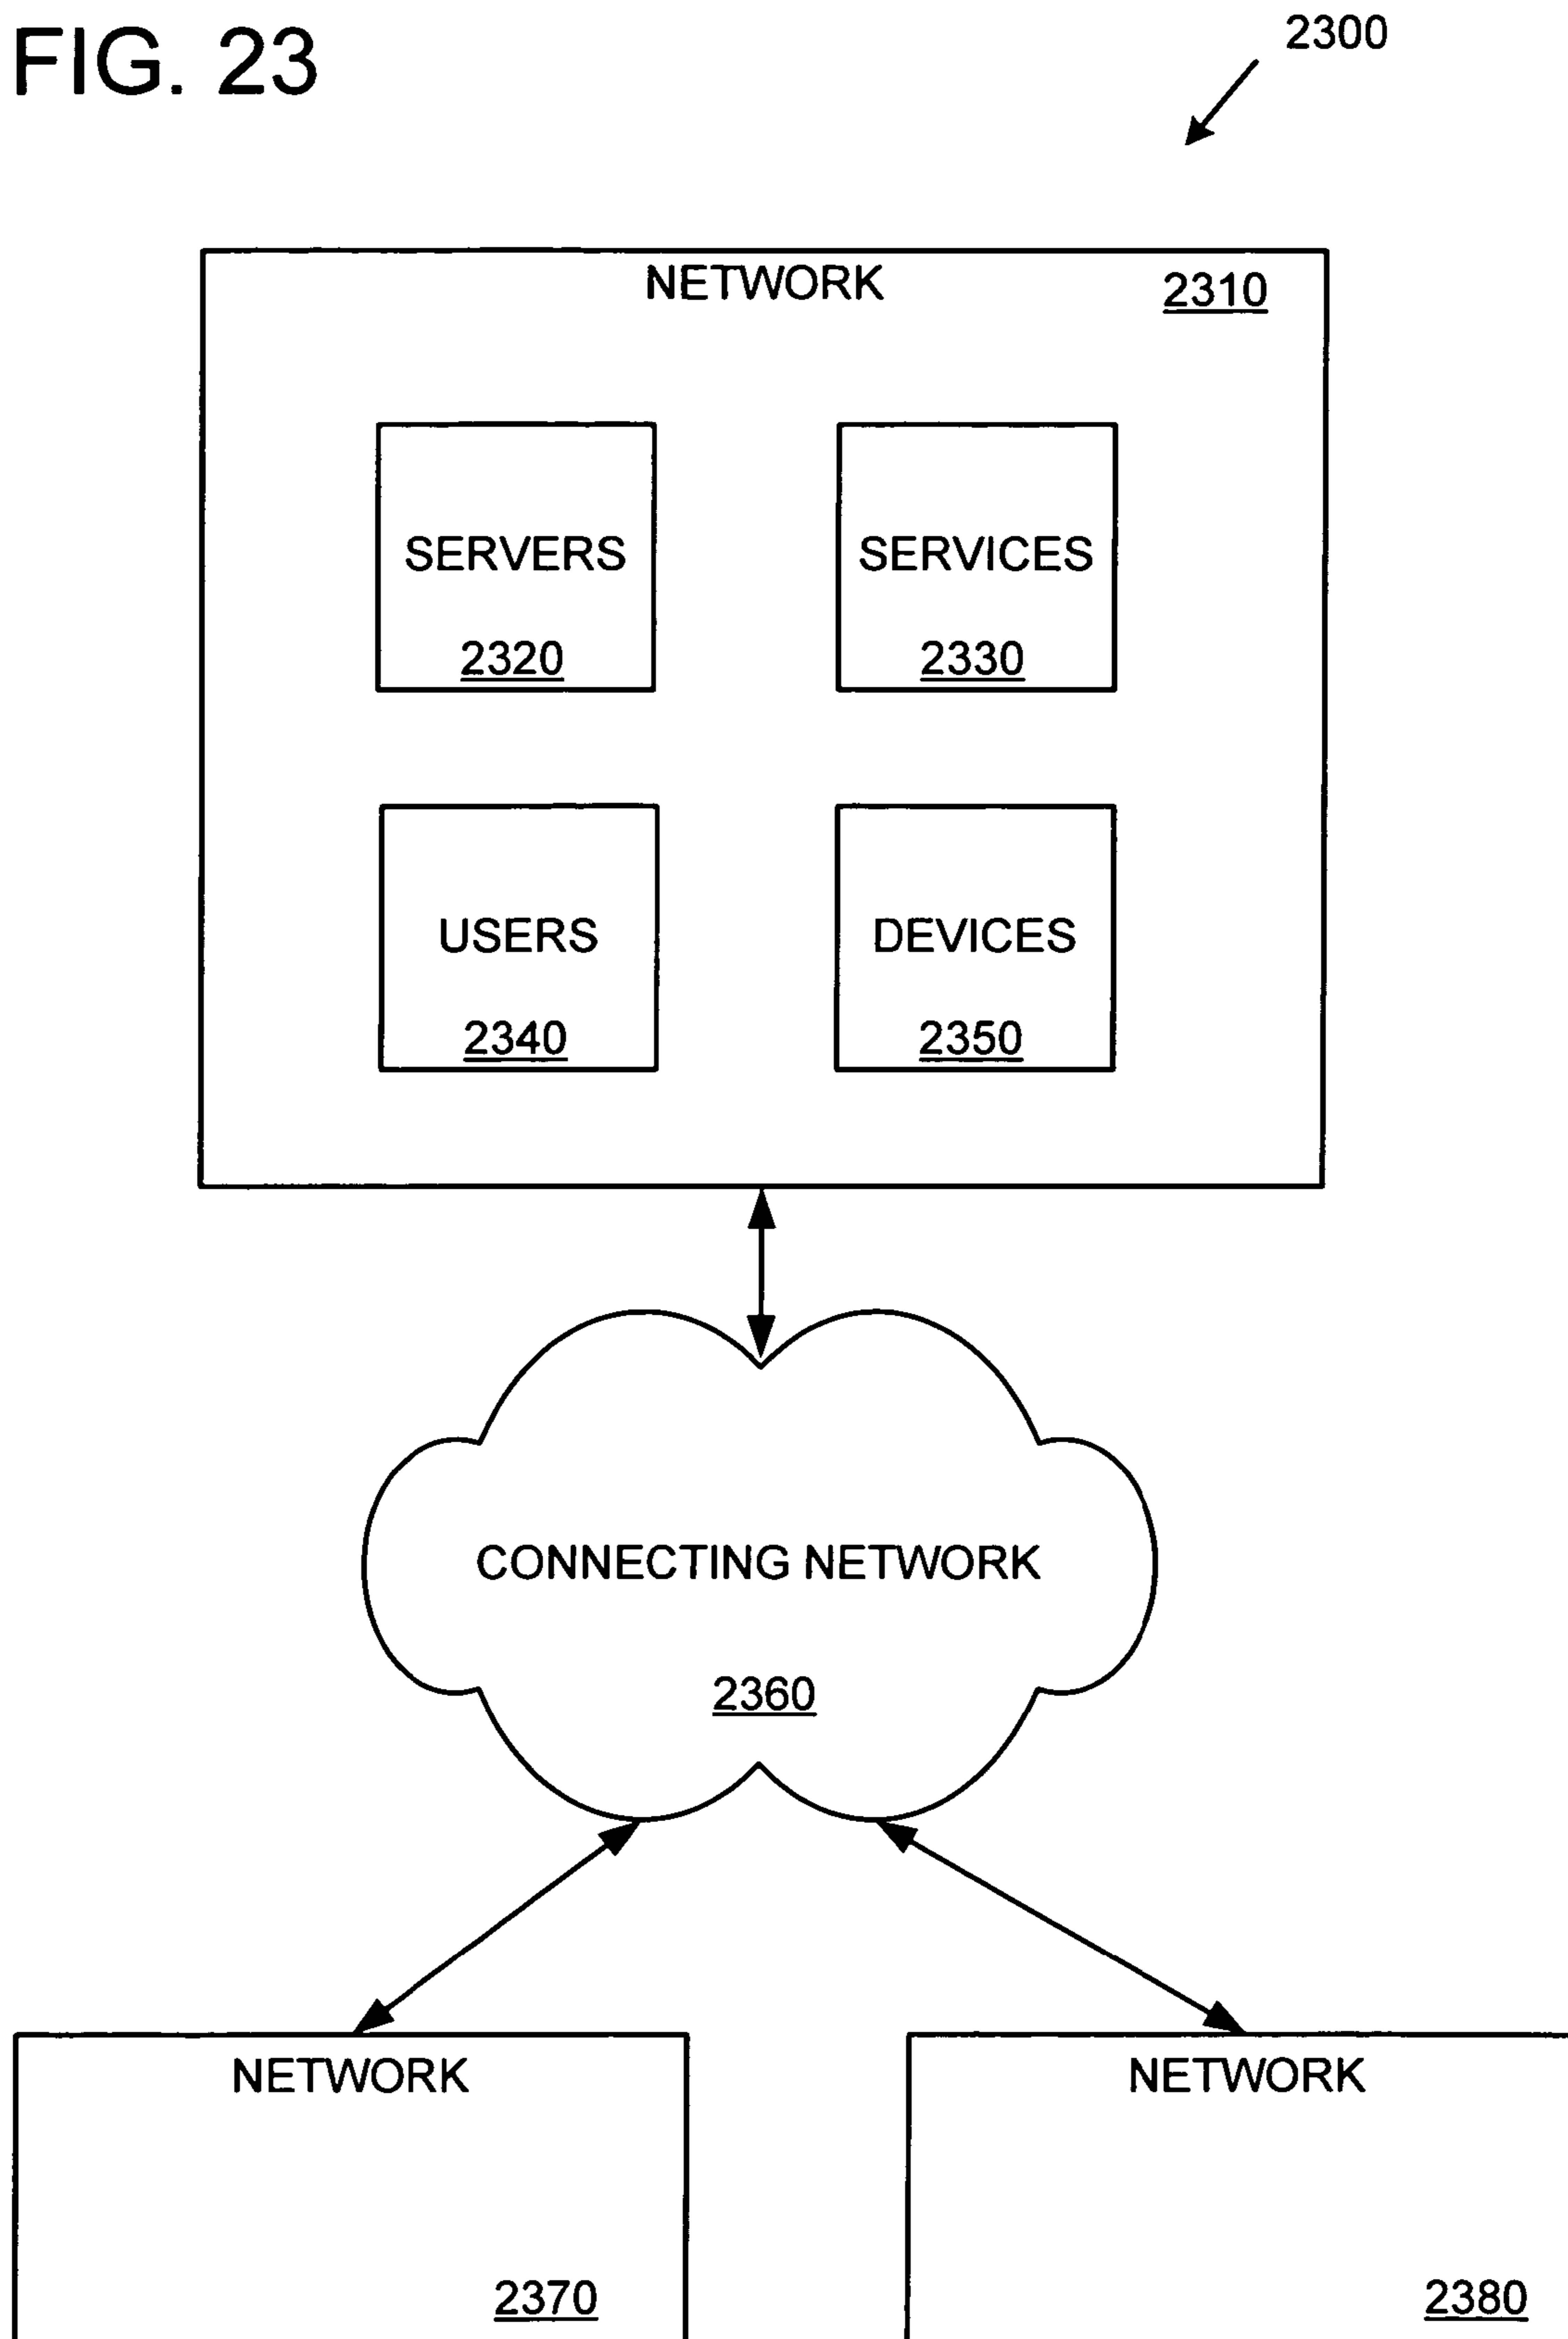 FIG. 23
2300
NETWORK
2310
SERVERS
2320
SERVICES
2330
USERS
2340
DEVICES
2350
CONNECTING NETWORK
2360
NETWORK
2370
NETWORK
2380